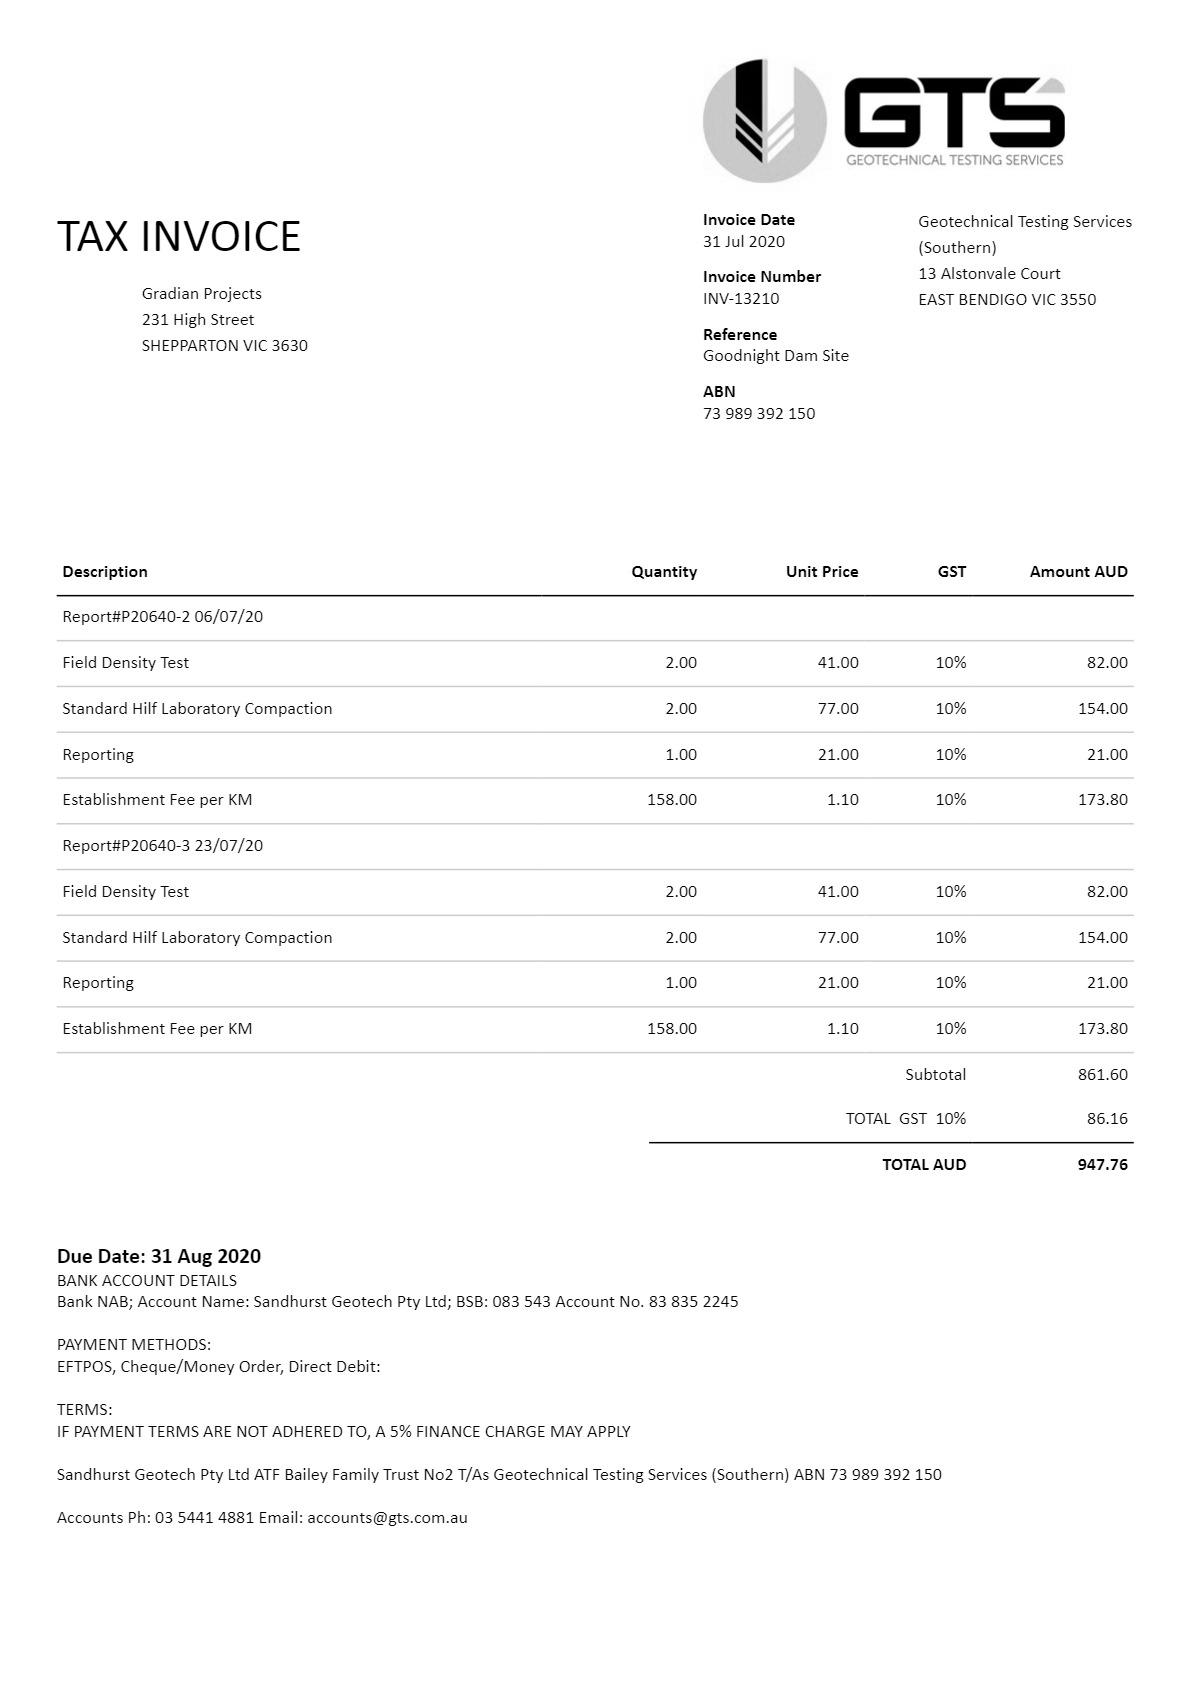 GTS
GEOTECHNICAL TESTING SERVICES
TAX INVOICE
Gradian Projects
231 High Street
SHEPPARTON VIC 3630
Invoice Date
31 Jul 2020
Invoice Number
INV-13210
Reference
Goodnight Dam Site
ABN
73 989 392 150
Geotechnical Testing Services
(Southern)
13 Alstonvale Court
EAST BENDIGO VIC 3550
Description Quantity Unit Price GST Amount AUD
Report#P20640-2 06/07/20
Field Density Test 2.00 41.00 10% 82.00
Standard Hilf Laboratory Compaction 2.00 77.00 10% 154.00
Reporting 1.00 21.00 10% 21.00
Establishment Fee per KM 158.00 1.10 10% 173.80
Report#P20640-3 23/07/20
Field Density Test 2.00 41.00 10% 82.00
Standard Hilf Laboratory Compaction 2.00 77.00 10% 154.00
Reporting 1.00 21.00 10% 21.00
Establishment Fee per KM 158.00 1.10 10% 173.80
Subtotal 861.60
TOTAL GST 10% 86.16
TOTAL AUD 947.76
Due Date: 31 Aug 2020
BANK ACCOUNT DETAILS
Bank NAB; Account Name: Sandhurst Geotech Pty Ltd; BSB: 083 543 Account No. 83 835 2245
PAYMENT METHODS:
EFTPOS, Cheque/Money Order, Direct Debit:
TERMS:
IF PAYMENT TERMS ARE NOT ADHERED TO, A 5% FINANCE CHARGE MAY APPLY
Sandhurst Geotech Pty Ltd ATF Bailey Family Trust No2 T/As Geotechnical Testing Services (Southern) ABN 73 989 392 150
Accounts Ph: 03 5441 4881 Email: accounts@gts.com.au